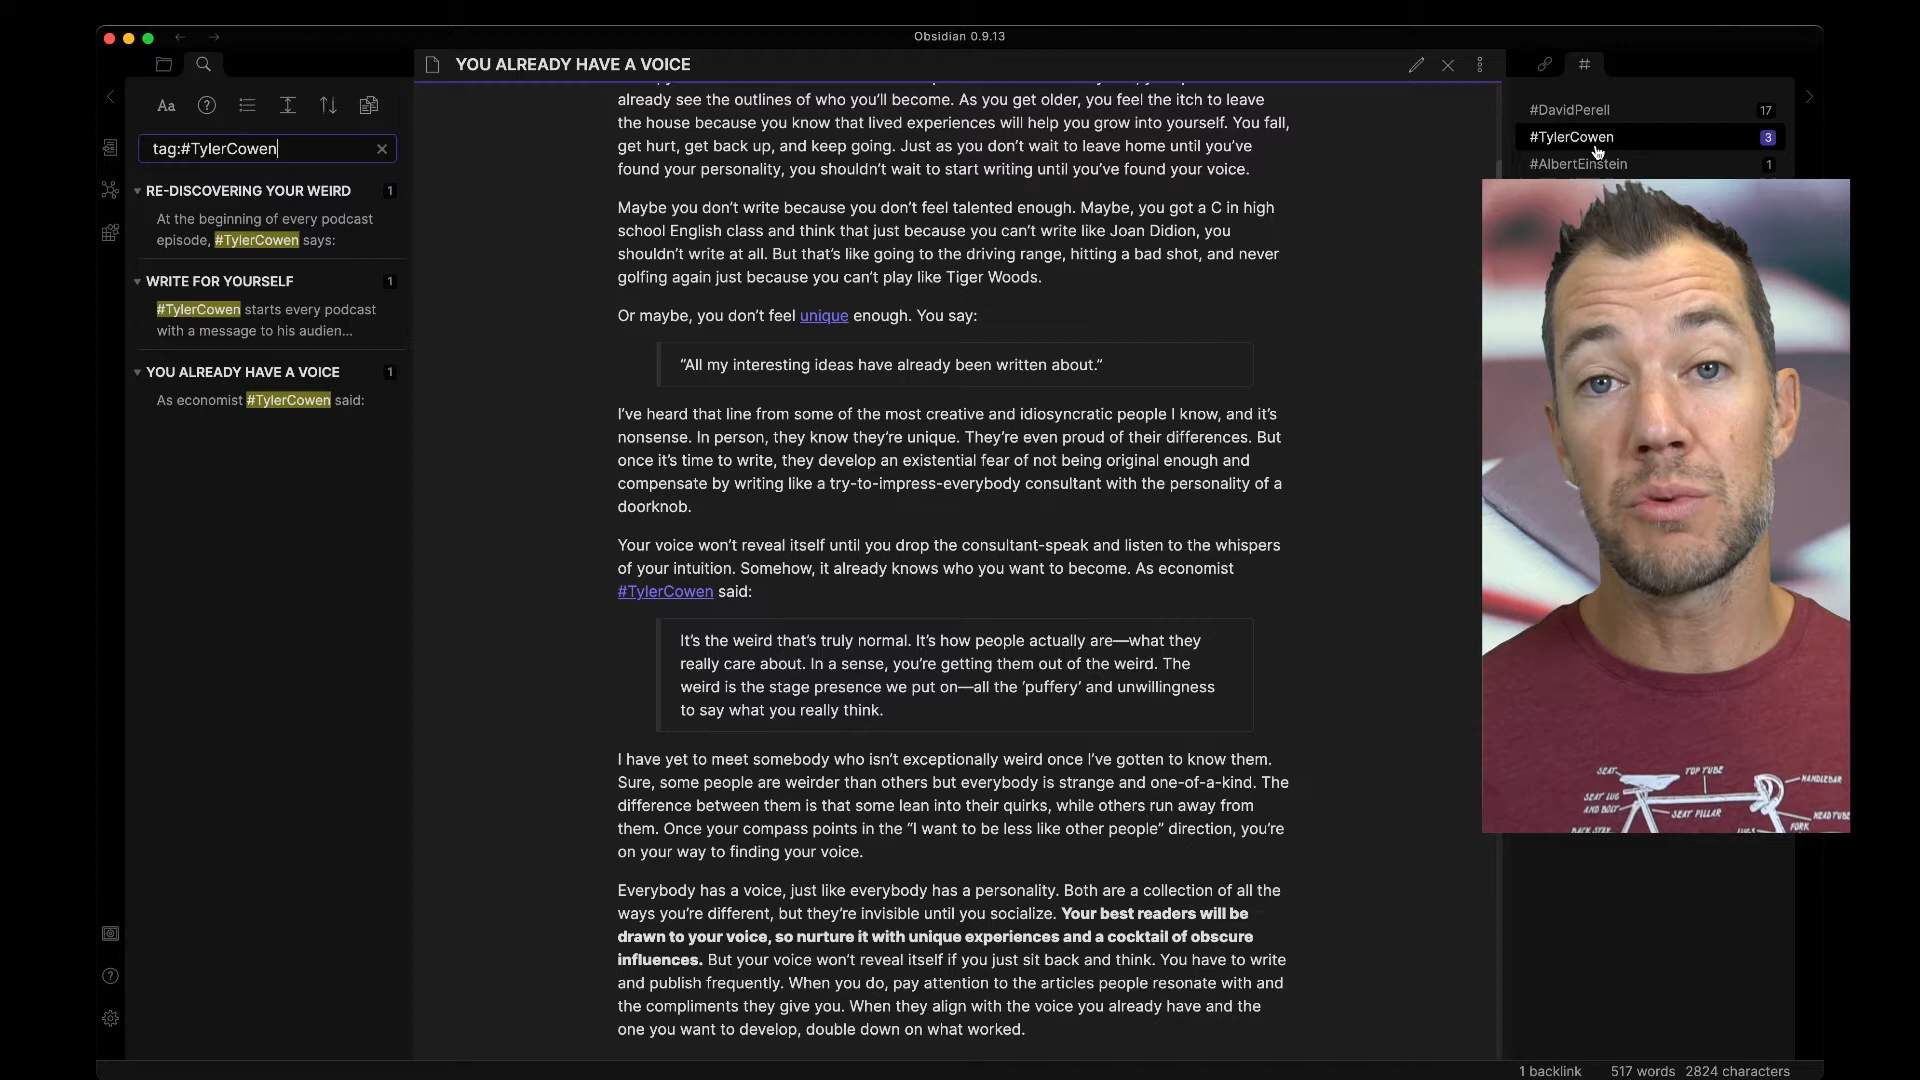 Obsidian 0.9.13
YOU ALREADY HAVE A VOICE
Aa
tag:#TylerCowen
RE-DISCOVERING YOUR WEIRD 1
At the beginning of every podcast
episode, #TylerCowen says:
WRITE FOR YOURSELF 1
#TylerCowen starts every podcast
with a message to his audien...
YOU ALREADY HAVE A VOICE 1
As economist #TylerCowen said:
already see the outlines of who you’ll become. As you get older, you feel the itch to leave
the house because you know that lived experiences will help you grow into yourself. You fall,
get hurt, get back up, and keep going. Just as you don’t wait to leave home until you’ve
found your personality, you shouldn’t wait to start writing until you’ve found your voice.
Maybe you don’t write because you don’t feel talented enough. Maybe, you got a C in high
school English class and think that just because you can’t write like Joan Didion, you
shouldn’t write at all. But that’s like going to the driving range, hitting a bad shot, and never
golfing again just because you can’t play like Tiger Woods.
Or maybe, you don’t feel unique enough. You say:
“All my interesting ideas have already been written about.”
I’ve heard that line from some of the most creative and idiosyncratic people I know, and it’s
nonsense. In person, they know they’re unique. They’re even proud of their differences. But
once it’s time to write, they develop an existential fear of not being original enough and
compensate by writing like a try-to-impress-everybody consultant with the personality of a
doorknob.
Your voice won’t reveal itself until you drop the consultant-speak and listen to the whispers
of your intuition. Somehow, it already knows who you want to become. As economist
#TylerCowen said:
It’s the weird that’s truly normal. It’s how people actually are—what they
really care about. In a sense, you’re getting them out of the weird. The
weird is the stage presence we put on—all the ‘puffery’ and unwillingness
to say what you really think.
I have yet to meet somebody who isn’t exceptionally weird once I’ve gotten to know them.
Sure, some people are weirder than others but everybody is strange and one-of-a-kind. The
difference between them is that some lean into their quirks, while others run away from
them. Once your compass points in the “I want to be less like other people” direction, you’re
on your way to finding your voice.
Everybody has a voice, just like everybody has a personality. Both are a collection of all the
ways you’re different, but they’re invisible until you socialize. Your best readers will be
drawn to your voice, so nurture it with unique experiences and a cocktail of obscure
influences. But your voice won’t reveal itself if you just sit back and think. You have to write
and publish frequently. When you do, pay attention to the articles people resonate with and
the compliments they give you. When they align with the voice you already have and the
one you want to develop, double down on what worked.
#DavidPerell 17
#TylerCowen 3
#AlbertEinstein 1
SEAT
TOP TUBE
HANDLEBAR
SEAT LUG
AND BOLT
SEAT PILLAR
HEAD TUBE
FORK
1 backlink 517 words 2824 characters